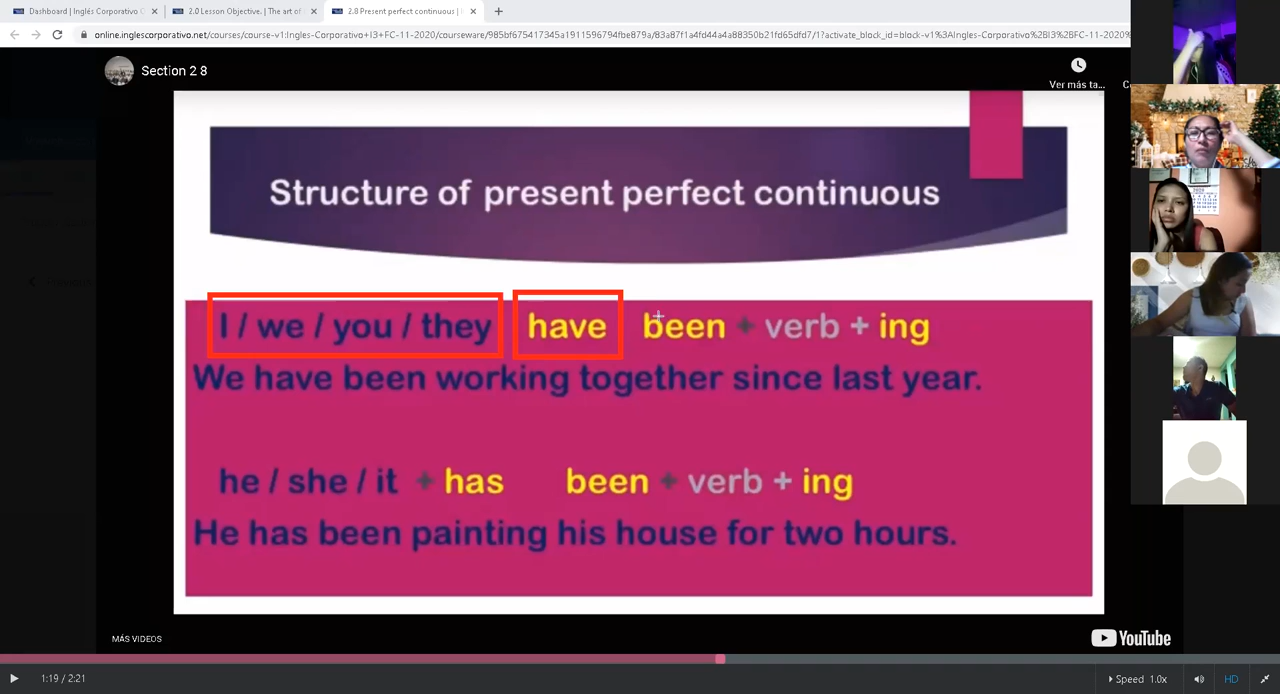 Dashboard | Inglés Corporativo
2.0 Lesson Objective. | The art of
2.8 Present perfect continuous |
online.inglescorporativo.net/courses/course-v1:Ingles-Corporativo+I3+FC-11-2020/courseware/985bf675417345a1911596794fbe879a/83a87f1a4fd44a4a88350b21fd65dfd7/1?activate_block_id=block-v1%3AIngles-Corporativo%2BI3%2BFC-11-2020%
Section 2 8
Ver más ta...
Structure of present perfect continuous
I / we / you / they have been + verb + ing
We have been working together since last year.
he / she / it + has been + verb + ing
He has been painting his house for two hours.
MÁS VIDEOS
YouTube
1:19 / 2:21
Speed 1.0x
HD